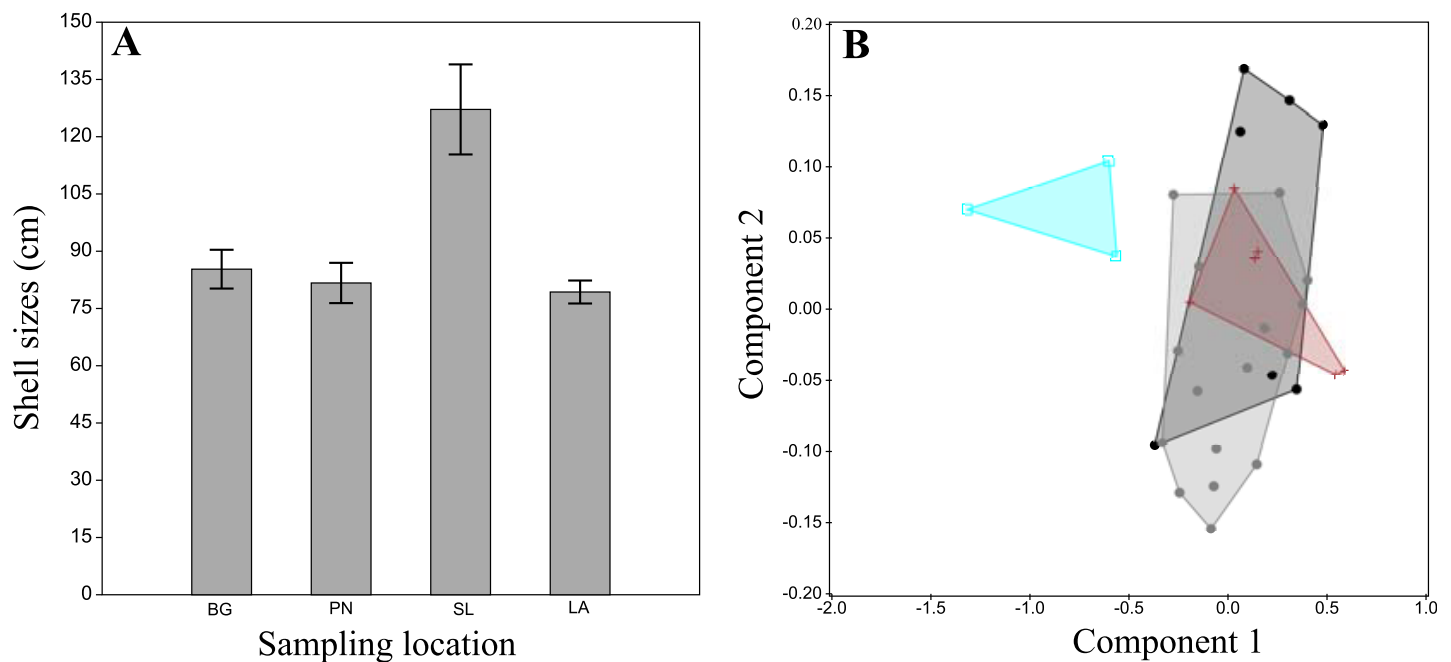 A
150
135
120
105
90
75
60
45
30
15
0
BG PN SL LA
Sampling location
Shell sizes (cm)
B
0.20
0.15
0.10
0.05
0.00
-0.05
-0.10
-0.15
-0.20
-2.0 -1.5 -1.0 -0.5 0.0 0.5 1.0
Component 1
Component 2